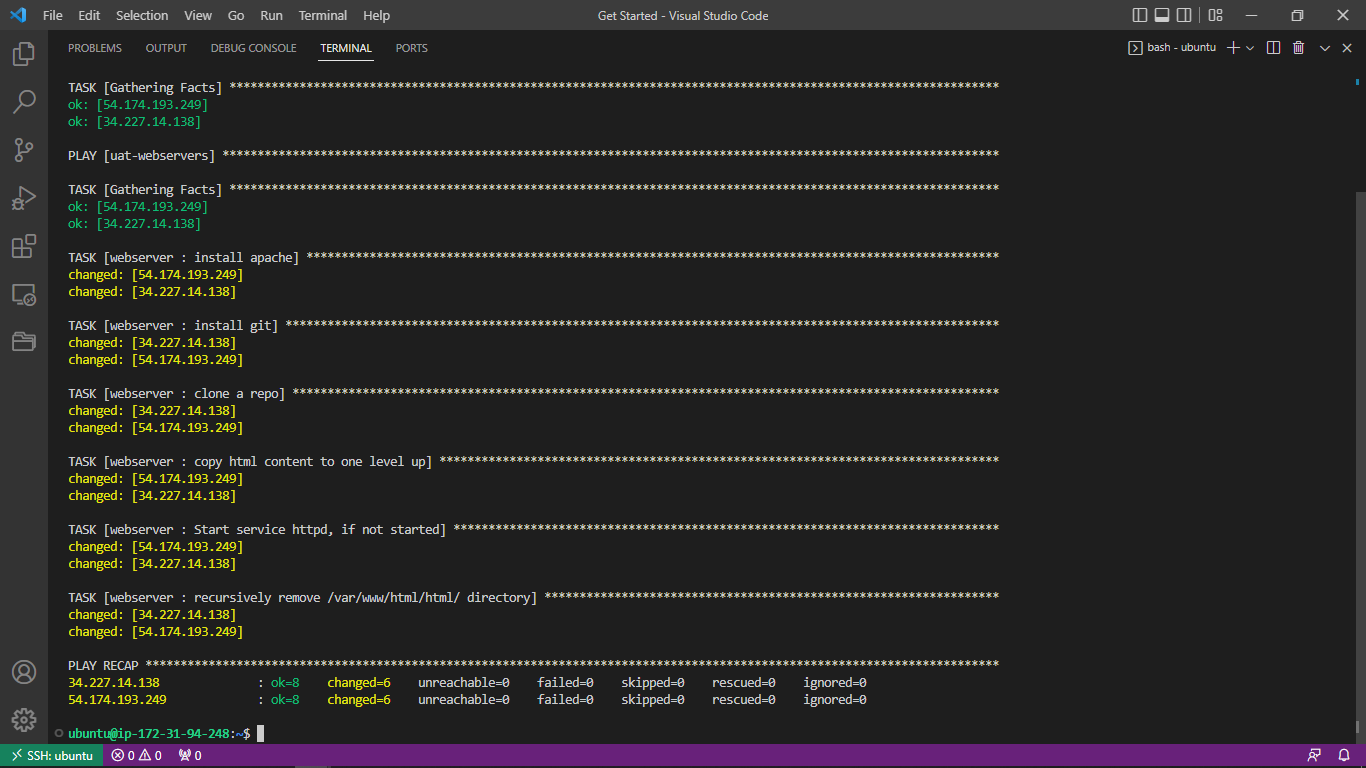 File Edit Selection View Go Run Terminal Help Get Started - Visual Studio Code
PROBLEMS OUTPUT DEBUG CONSOLE TERMINAL PORTS bash - ubuntu
TASK [Gathering Facts] **************************************************************************************************************
ok: [54.174.193.249]
ok: [34.227.14.138]
PLAY [uat-webservers] ***************************************************************************************************************
TASK [Gathering Facts] **************************************************************************************************************
ok: [54.174.193.249]
ok: [34.227.14.138]
TASK [webserver : install apache] ***************************************************************************************************
changed: [54.174.193.249]
changed: [34.227.14.138]
TASK [webserver : install git] ******************************************************************************************************
changed: [34.227.14.138]
changed: [54.174.193.249]
TASK [webserver : clone a repo] *****************************************************************************************************
changed: [34.227.14.138]
changed: [54.174.193.249]
TASK [webserver : copy html content to one level up] ********************************************************************************
changed: [54.174.193.249]
changed: [34.227.14.138]
TASK [webserver : Start service httpd, if not started] ******************************************************************************
changed: [54.174.193.249]
changed: [34.227.14.138]
TASK [webserver : recursively remove /var/www/html/html/ directory] *****************************************************************
changed: [34.227.14.138]
changed: [54.174.193.249]
PLAY RECAP **************************************************************************************************************************
34.227.14.138 : ok=8 changed=6 unreachable=0 failed=0 skipped=0 rescued=0 ignored=0
54.174.193.249 : ok=8 changed=6 unreachable=0 failed=0 skipped=0 rescued=0 ignored=0
ubuntu@ip-172-31-94-248:~$
SSH: ubuntu 0 0 0